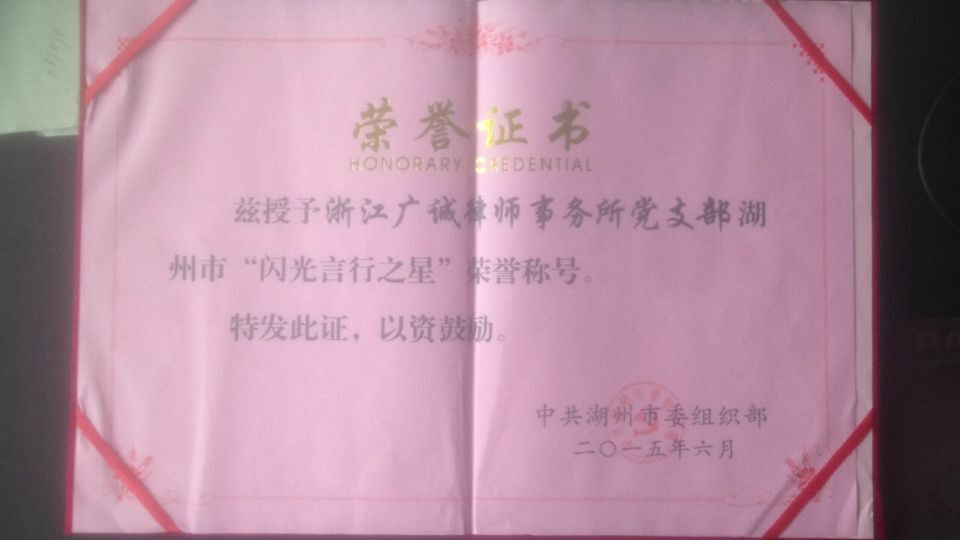 荣誉证书
HONORARY CREDENTIAL
兹授予浙江广诚律师事务所党支部湖
州市“闪光言行之星”荣誉称号。
特发此证，以资鼓励。
中共湖州市委组织部
二〇一五年六月